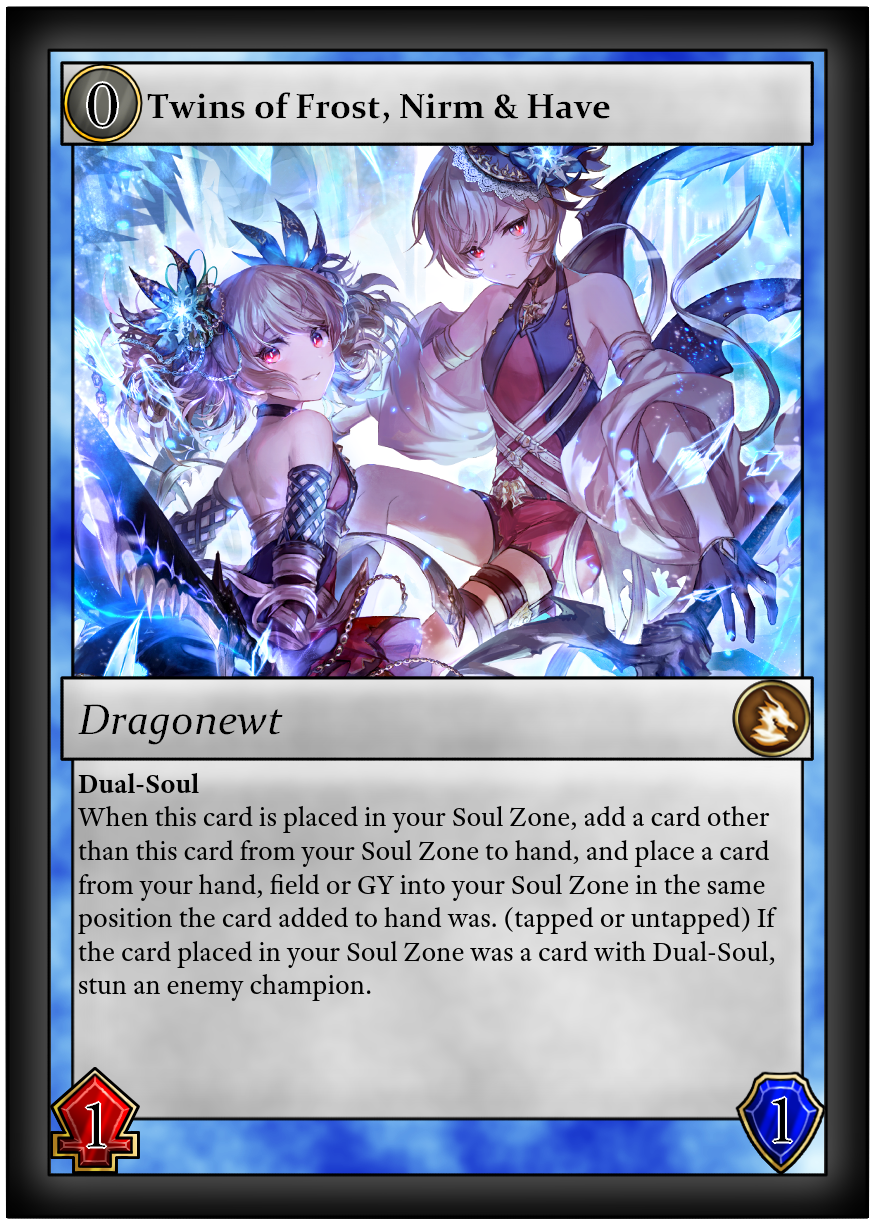 0
Twins of Frost, Nirm & Have
Dragonewt
Dual-Soul
When this card is placed in your Soul Zone, add a card other
than this card from your Soul Zone to hand, and place a card
from your hand, field or GY into your Soul Zone in the same
position the card added to hand was. (tapped or untapped) If
the card placed in your Soul Zone was a card with Dual-Soul,
stun an enemy champion.
1
1